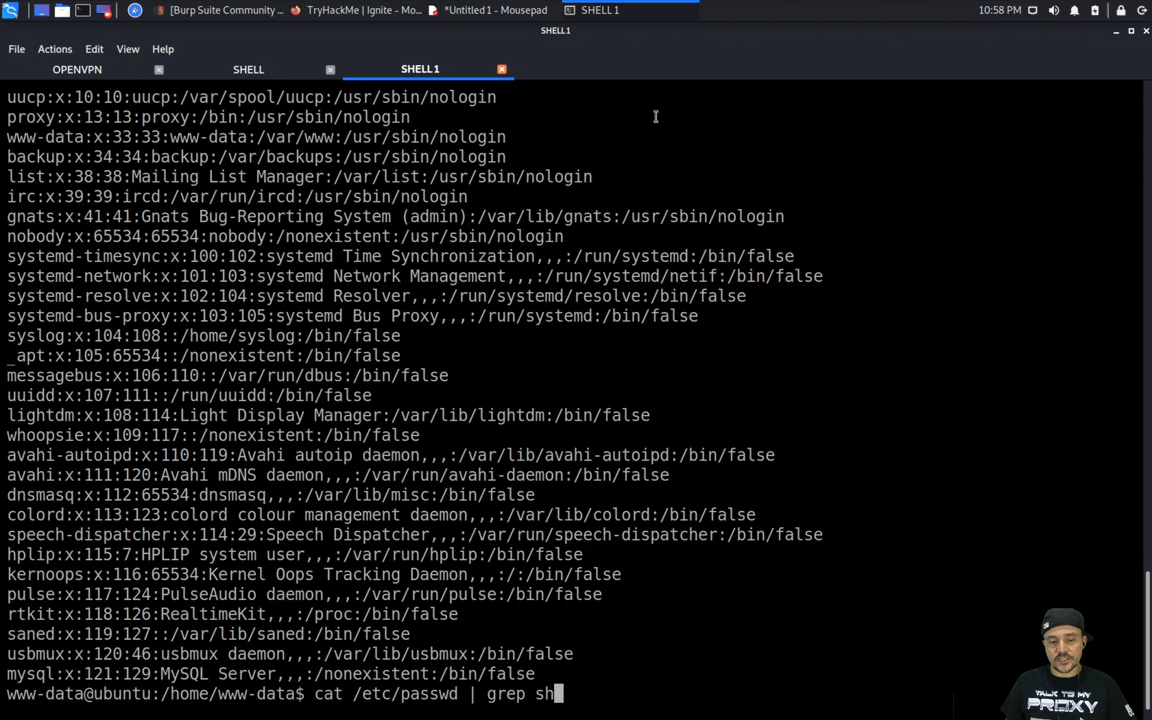 [Burp Suite Community ...
TryHackMe | Ignite - Mo...
*Untitled 1 - Mousepad
SHELL 1
10:58 PM
SHELL1
File Actions Edit View Help
OPENVPN
SHELL
SHELL1
uucp:x:10:10:uucp:/var/spool/uucp:/usr/sbin/nologin
proxy:x:13:13:proxy:/bin:/usr/sbin/nologin
www-data:x:33:33:www-data:/var/www:/usr/sbin/nologin
backup:x:34:34:backup:/var/backups:/usr/sbin/nologin
list:x:38:38:Mailing List Manager:/var/list:/usr/sbin/nologin
irc:x:39:39:ircd:/var/run/ircd:/usr/sbin/nologin
gnats:x:41:41:Gnats Bug-Reporting System (admin):/var/lib/gnats:/usr/sbin/nologin
nobody:x:65534:65534:nobody:/nonexistent:/usr/sbin/nologin
systemd-timesync:x:100:102:systemd Time Synchronization,,,:/run/systemd:/bin/false
systemd-network:x:101:103:systemd Network Management,,,:/run/systemd/netif:/bin/false
systemd-resolve:x:102:104:systemd Resolver,,,:/run/systemd/resolve:/bin/false
systemd-bus-proxy:x:103:105:systemd Bus Proxy,,,:/run/systemd:/bin/false
syslog:x:104:108::/home/syslog:/bin/false
_apt:x:105:65534::/nonexistent:/bin/false
messagebus:x:106:110::/var/run/dbus:/bin/false
uuidd:x:107:111::/run/uuidd:/bin/false
lightdm:x:108:114:Light Display Manager:/var/lib/lightdm:/bin/false
whoopsie:x:109:117::/nonexistent:/bin/false
avahi-autoipd:x:110:119:Avahi autoip daemon,,,:/var/lib/avahi-autoipd:/bin/false
avahi:x:111:120:Avahi mDNS daemon,,,:/var/run/avahi-daemon:/bin/false
dnsmasq:x:112:65534:dnsmasq,,,:/var/lib/misc:/bin/false
colord:x:113:123:colord colour management daemon,,,:/var/lib/colord:/bin/false
speech-dispatcher:x:114:29:Speech Dispatcher,,,:/var/run/speech-dispatcher:/bin/false
hplip:x:115:7:HPLIP system user,,,:/var/run/hplip:/bin/false
kernoops:x:116:65534:Kernel Oops Tracking Daemon,,,:/:/bin/false
pulse:x:117:124:PulseAudio daemon,,,:/var/run/pulse:/bin/false
rtkit:x:118:126:RealtimeKit,,,:/proc:/bin/false
saned:x:119:127::/var/lib/saned:/bin/false
usbmux:x:120:46:usbmux daemon,,,:/var/lib/usbmux:/bin/false
mysql:x:121:129:MySQL Server,,,:/nonexistent:/bin/false
www-data@ubuntu:/home/www-data$ cat /etc/passwd | grep sh
TALK TO MY
PROXY